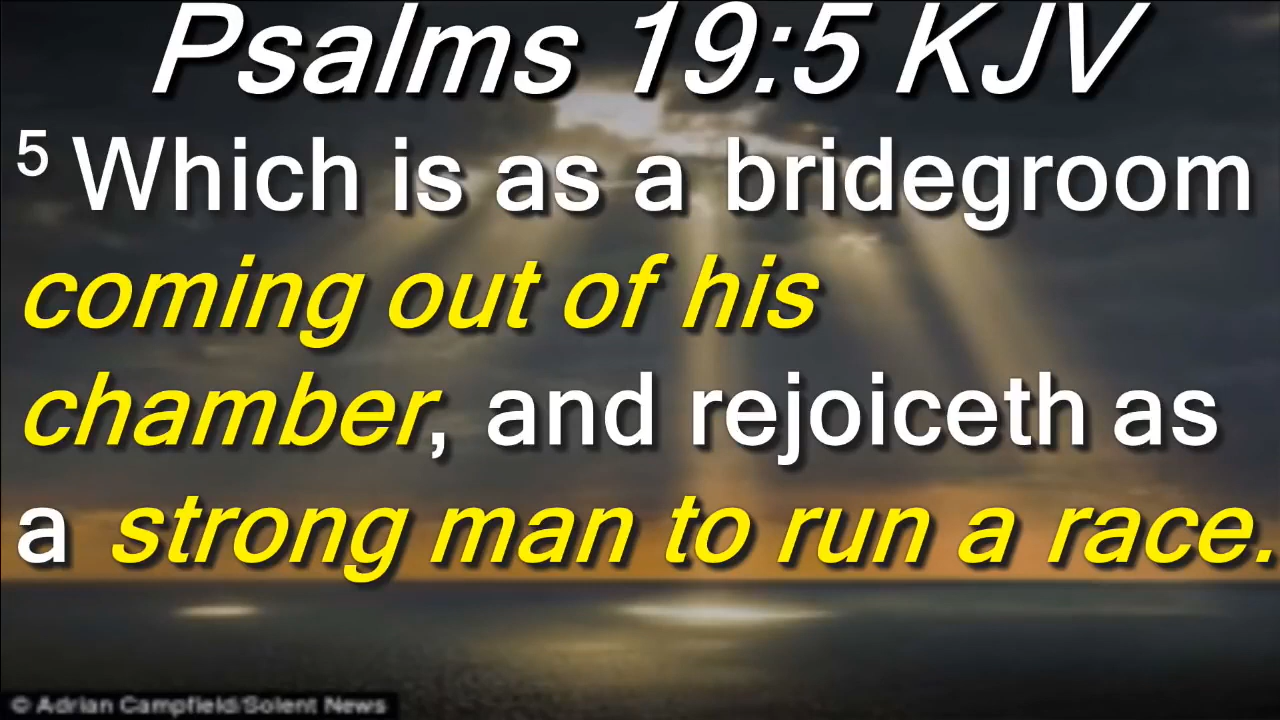 Psalms 19:5 KJV
5 Which is as a bridegroom
coming out of his
chamber, and rejoiceth as
a strong man to run a race.
© Adrian Campfield/Solent News